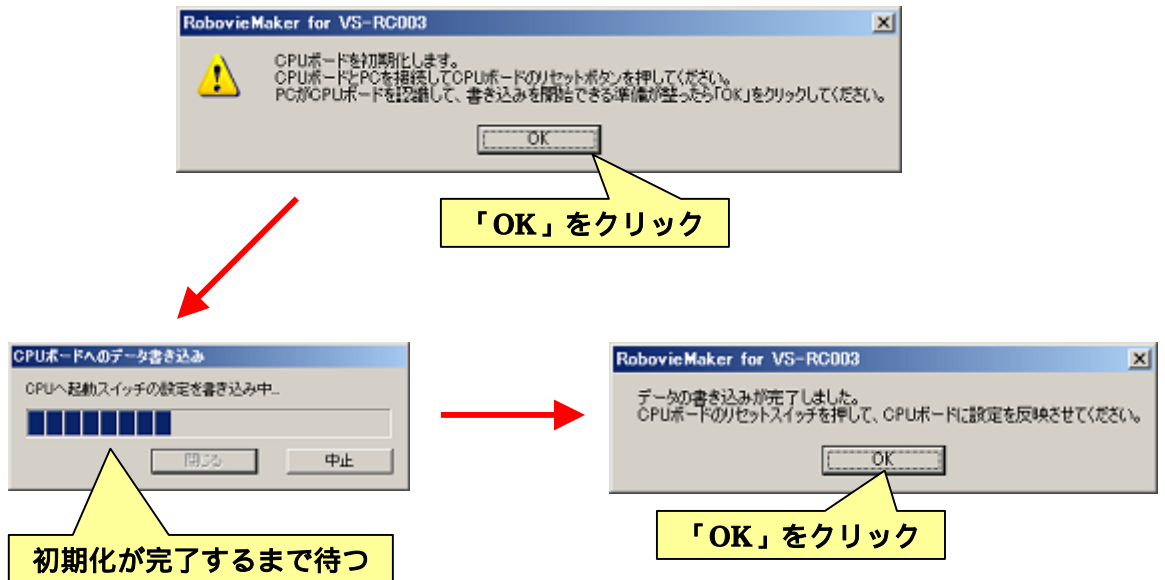 RobovieMaker for VS-RC003
CPUボードを初期化します。
CPUボードとPCを接続してCPUボードのリセットボタンを押してください。
PCがCPUボードを認識して、書き込みを開始できる準備が整ったら「OK」をクリックしてください。
OK
「OK」をクリック
CPUボードへのデータ書き込み
CPUへ起動スイッチの設定を書き込み中...
閉じる
中止
初期化が完了するまで待つ
RobovieMaker for VS-RC003
データの書き込みが完了しました。
CPUボードのリセットスイッチを押して、CPUボードに設定を反映させてください。
OK
「OK」をクリック